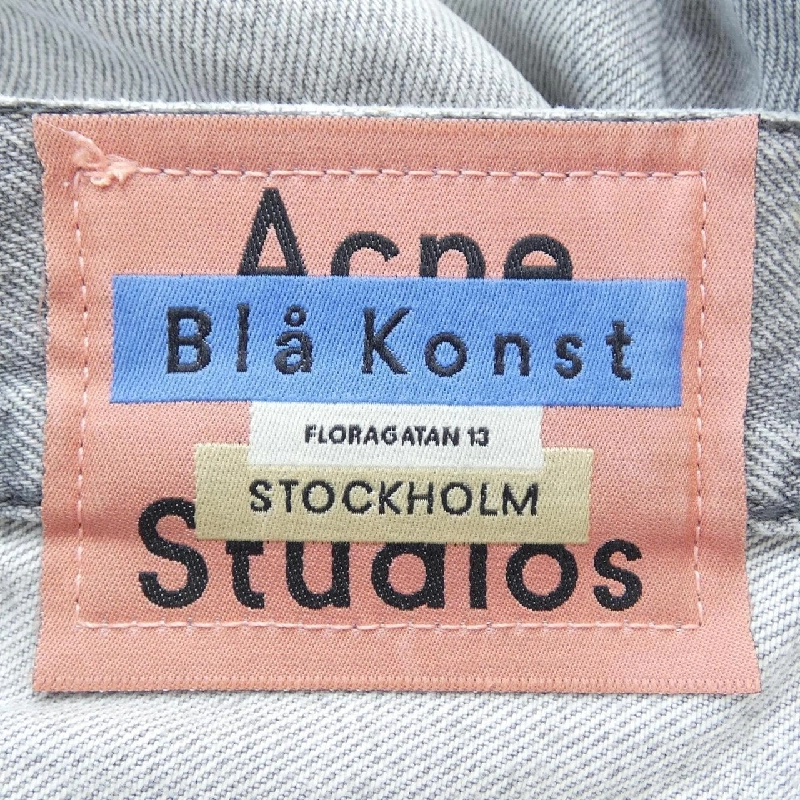 Acne
Blå Konst
FLORAGATAN 13
STOCKHOLM
Studios